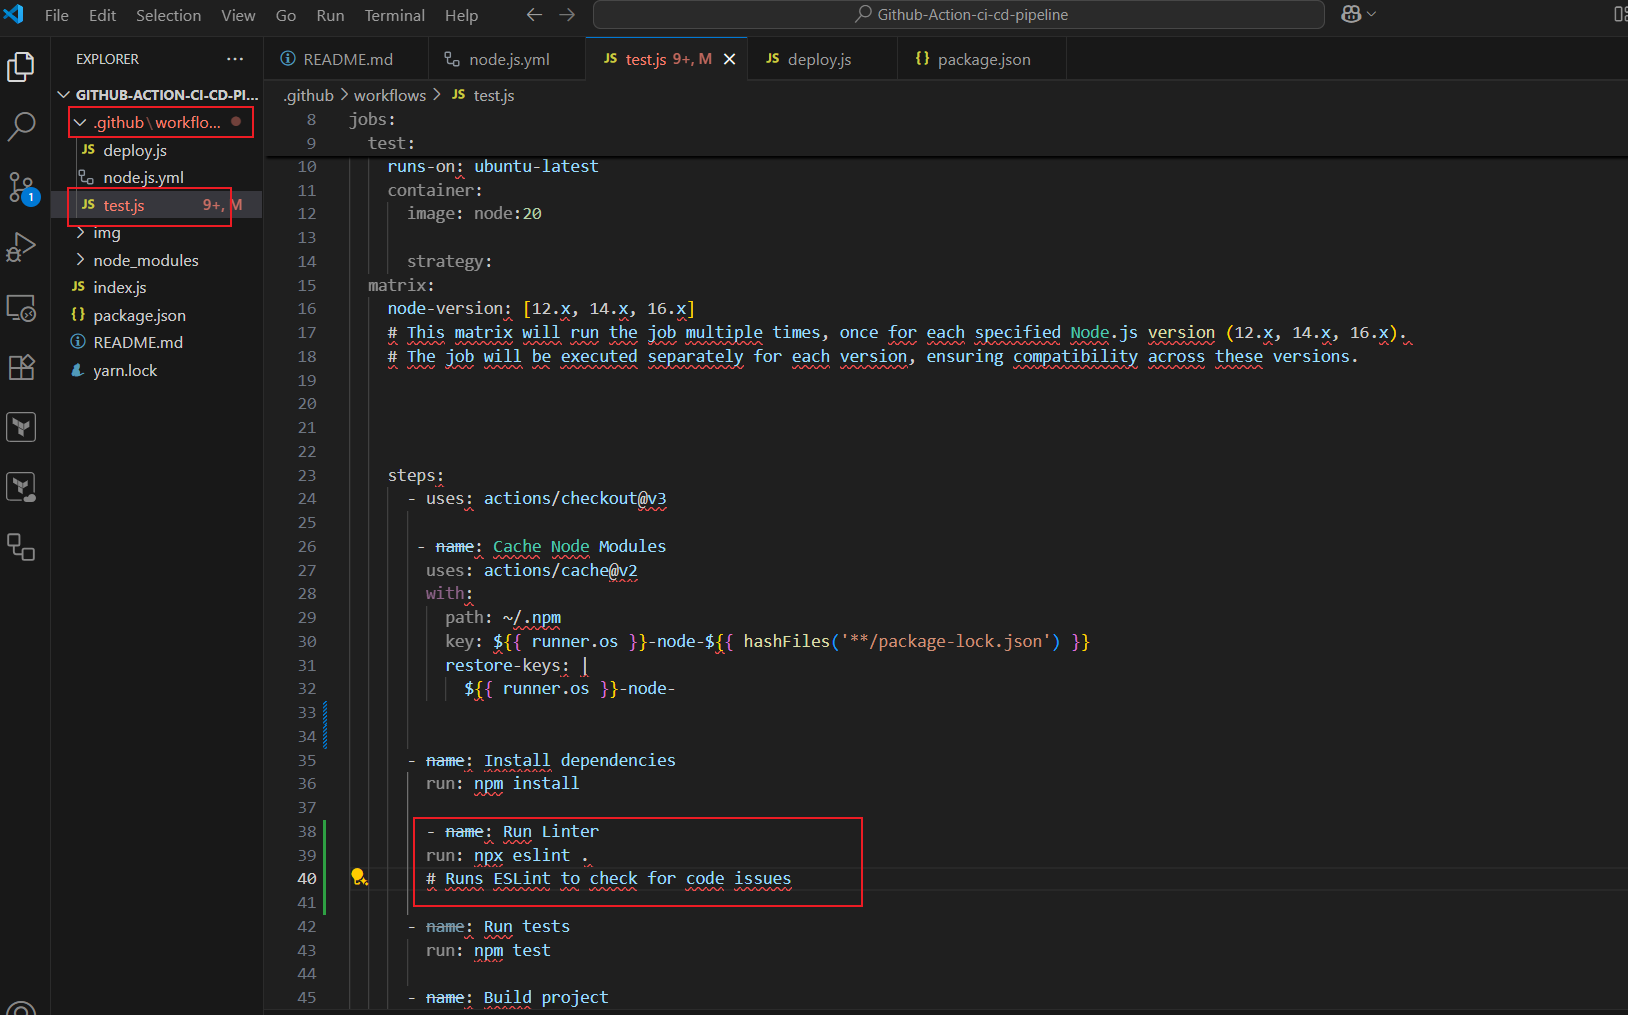 File Edit Selection View Go Run Terminal Help
Github-Action-ci-cd-pipeline
EXPLORER
GITHUB-ACTION-CI-CD-PI...
.github\workflo...
deploy.js
node.js.yml
test.js 9+, M
img
node_modules
index.js
package.json
README.md
yarn.lock
1
README.md
node.js.yml
test.js 9+, M
deploy.js
package.json
.github > workflows > JS test.js
8 jobs:
9 test:
10 runs-on: ubuntu-latest
11 container:
12 image: node:20
13
14 strategy:
15 matrix:
16 node-version: [12.x, 14.x, 16.x]
17 # This matrix will run the job multiple times, once for each specified Node.js version (12.x, 14.x, 16.x).
18 # The job will be executed separately for each version, ensuring compatibility across these versions.
19
20
21
22
23 steps:
24 - uses: actions/checkout@v3
25
26 - name: Cache Node Modules
27 uses: actions/cache@v2
28 with:
29 path: ~/.npm
30 key: ${{ runner.os }}-node-${{ hashFiles('**/package-lock.json') }}
31 restore-keys: |
32 ${{ runner.os }}-node-
33
34
35 - name: Install dependencies
36 run: npm install
37
38 - name: Run Linter
39 run: npx eslint .
40 # Runs ESLint to check for code issues
41
42 - name: Run tests
43 run: npm test
44
45 - name: Build project